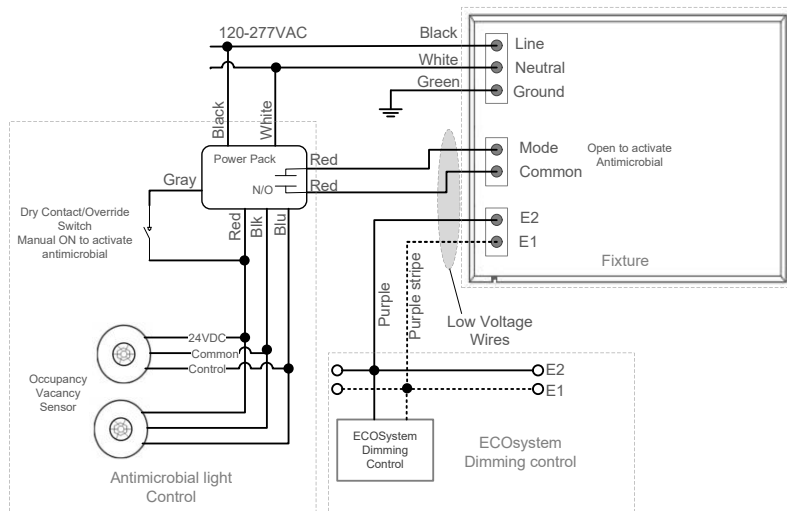 120-277VAC
Black
White
Green
Line
Neutral
Ground
Black
White
Power Pack
N/O
Red
Red
Mode
Common
Open to activate
Antimicrobial
Gray
Dry Contact/Override
Switch
Manual ON to activate
antimicrobial
Red
Blk
Blu
E2
E1
Fixture
Purple
Purple stripe
Low Voltage
Wires
24VDC
Common
Control
Occupancy
Vacancy
Sensor
E2
E1
ECOSystem
Dimming
Control
ECOsystem
Dimming control
Antimicrobial light
Control